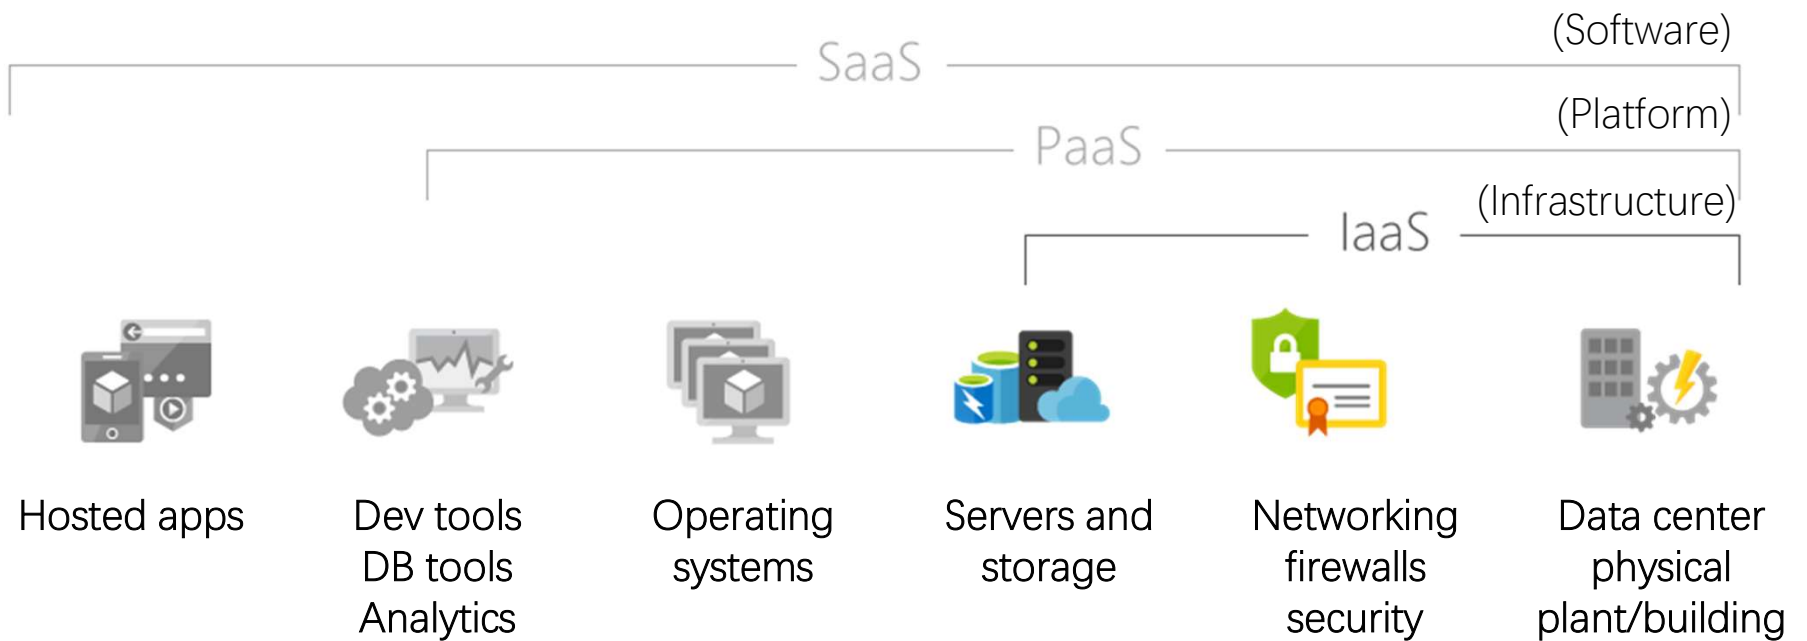 (Software)
SaaS
(Platform)
PaaS
(Infrastructure)
IaaS
Hosted apps
Dev tools
DB tools
Analytics
Operating
systems
Servers and
storage
Networking
firewalls
security
Data center
physical
plant/building